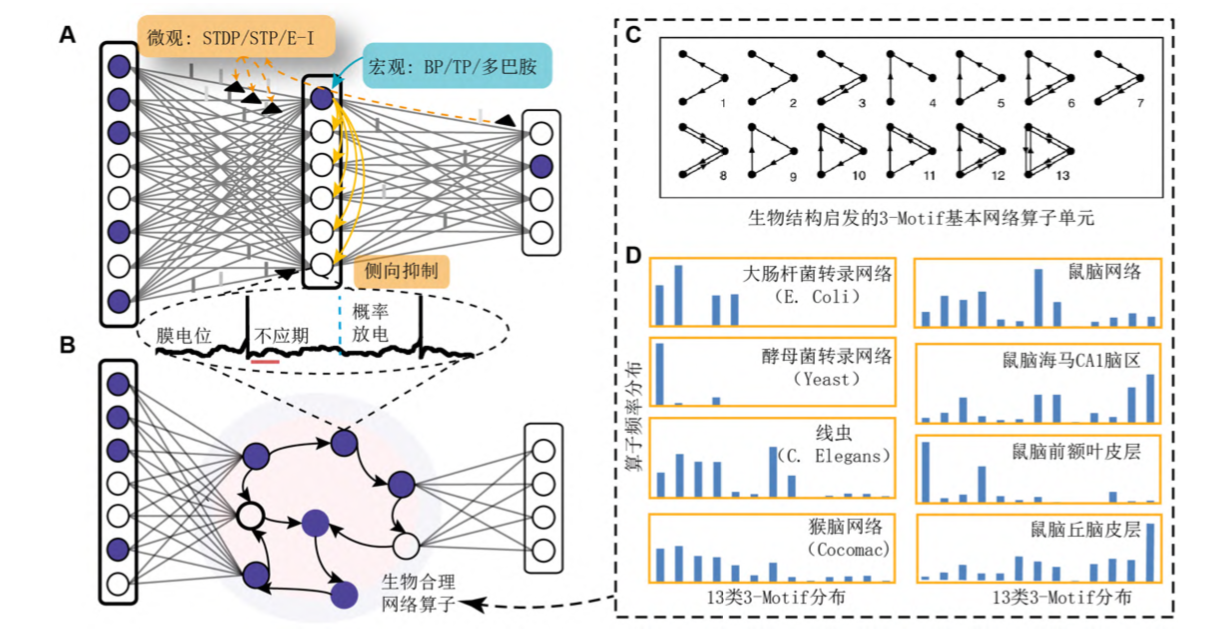 A
微观：STDP/STP/E-I
宏观：BP/TP/多巴胺
侧向抑制
膜电位
不应期
概率
放电
B
生物合理
网络算子
C
1
2
3
4
5
6
7
8
9
10
11
12
13
生物结构启发的3-Motif基本网络算子单元
D
算子频率分布
大肠杆菌转录网络
（E. Coli）
酵母菌转录网络
（Yeast）
线虫
（C. Elegans）
猴脑网络
（Cocomac)
13类3-Motif分布
鼠脑网络
鼠脑海马CA1脑区
鼠脑前额叶皮层
鼠脑丘脑皮层
13类3-Motif分布